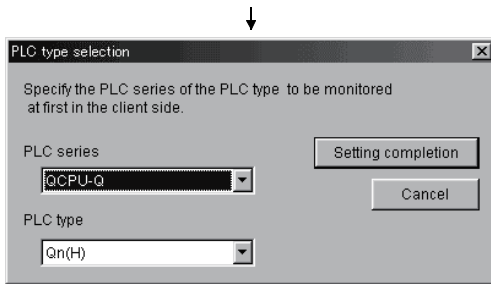 PLC type selection
Specify the PLC series of the PLC type to be monitored
at first in the client side.
PLC series
Setting completion
QCPU-Q
Cancel
PLC type
Qn(H)